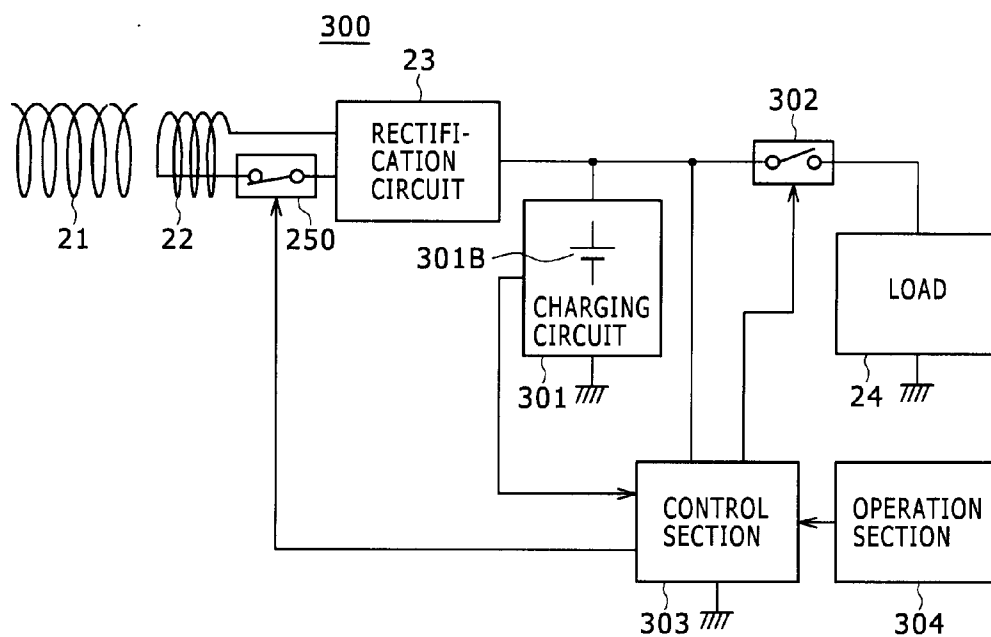 300
23
302
RECTIFI-
CATION
CIRCUIT
21
22
250
301B
CHARGING
CIRCUIT
LOAD
301
24
CONTROL
SECTION
OPERATION
SECTION
303
304